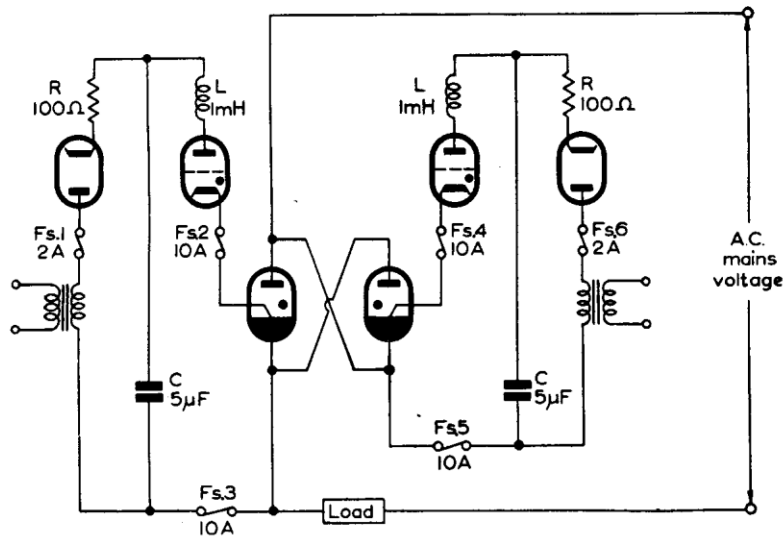 R
100Ω
L
1mH
L
1mH
R
100Ω
Fs.1
2A
Fs.2
10A
Fs.4
10A
Fs.6
2A
A.C.
mains
voltage
C
5μF
C
5μF
Fs.5
10A
Fs.3
10A
Load